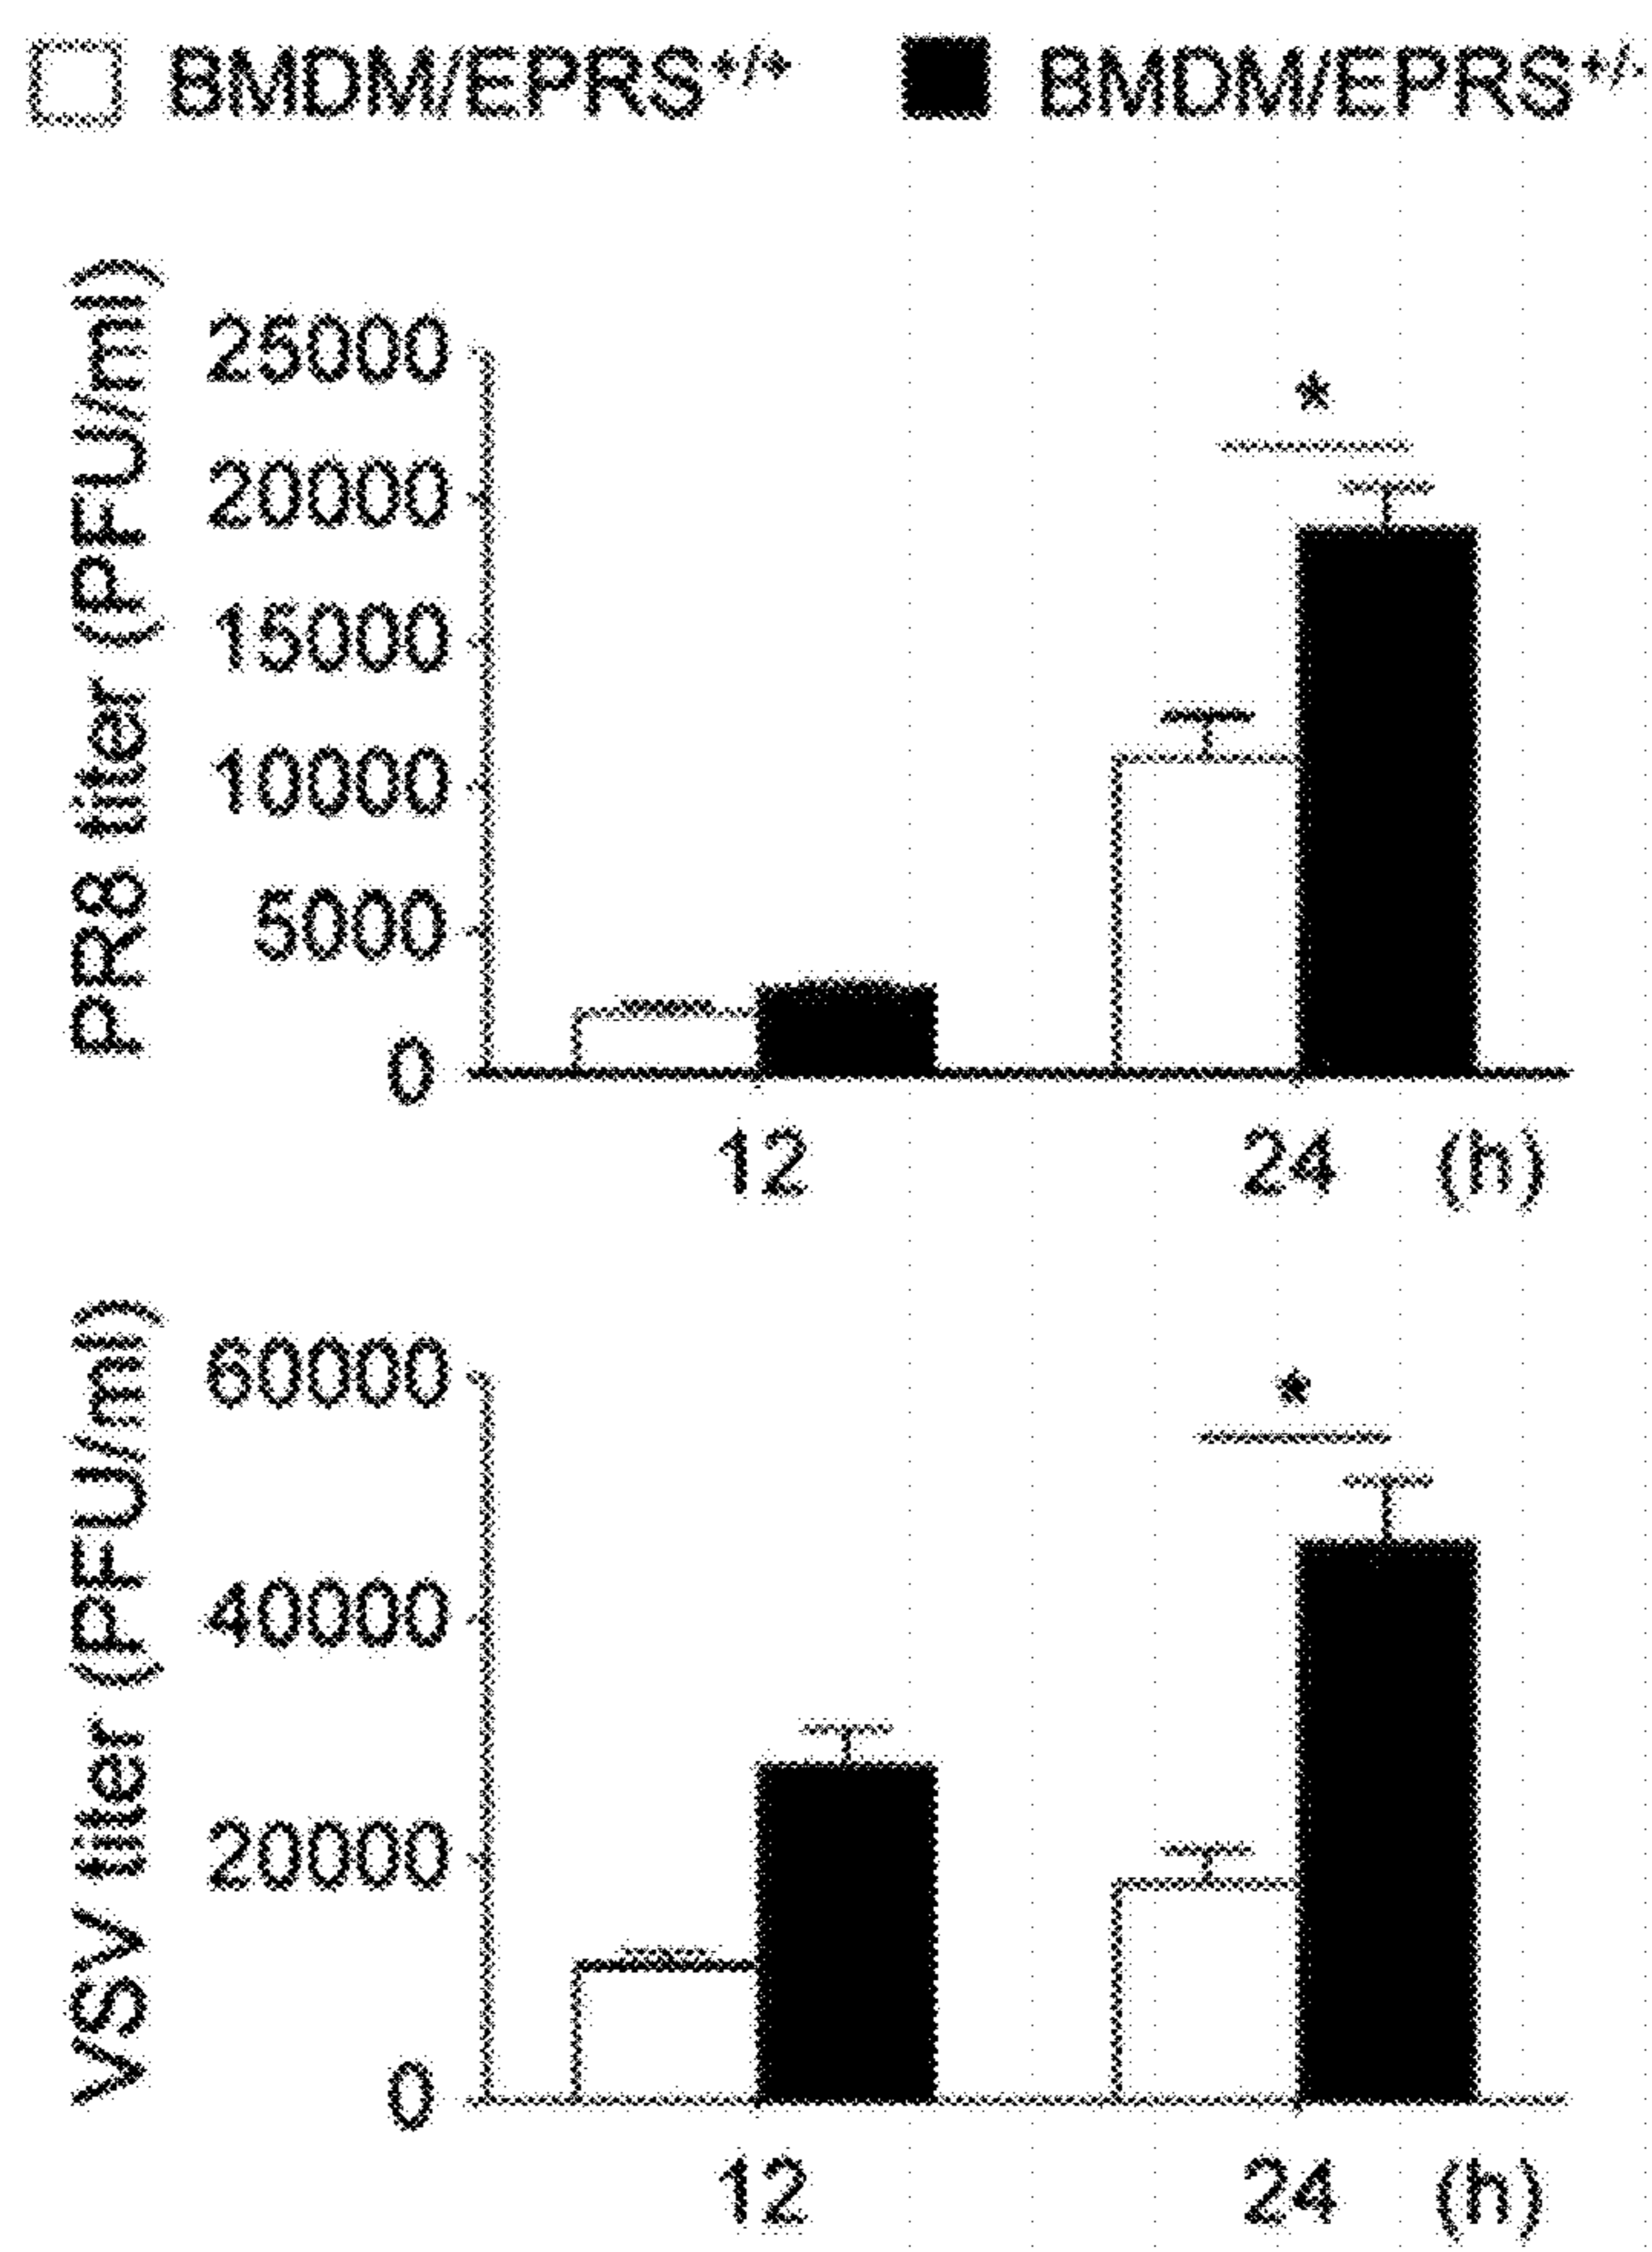 BMDM/EPRS+/+
BMDM/EPRS+/-
PR8 titer (PFU/ml)
25000
20000
15000
10000
5000
0
*
12
24
(h)
VSV titer (PFU/ml)
60000
40000
20000
0
*
12
24
(h)